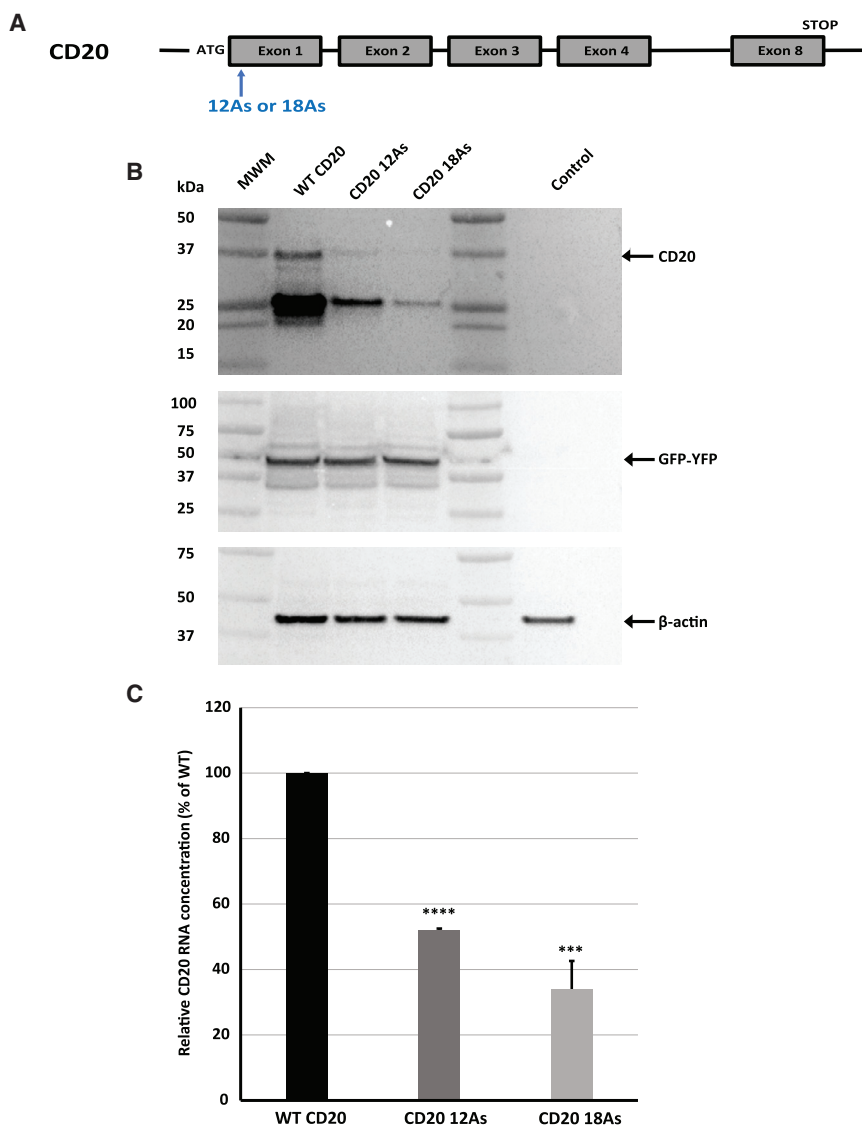 A
CD20
ATG
Exon 1
Exon 2
Exon 3
Exon 4
Exon 8
STOP
12As or 18As
B
kDa
MWM
WT CD20
CD20 12As
CD20 18As
Control
50
37
25
20
15
CD20
100
75
50
37
25
GFP-YFP
75
50
37
β-actin
C
Relative CD20 RNA concentration (% of WT)
120
100
80
60
40
20
0
****
***
WT CD20
CD20 12As
CD20 18As